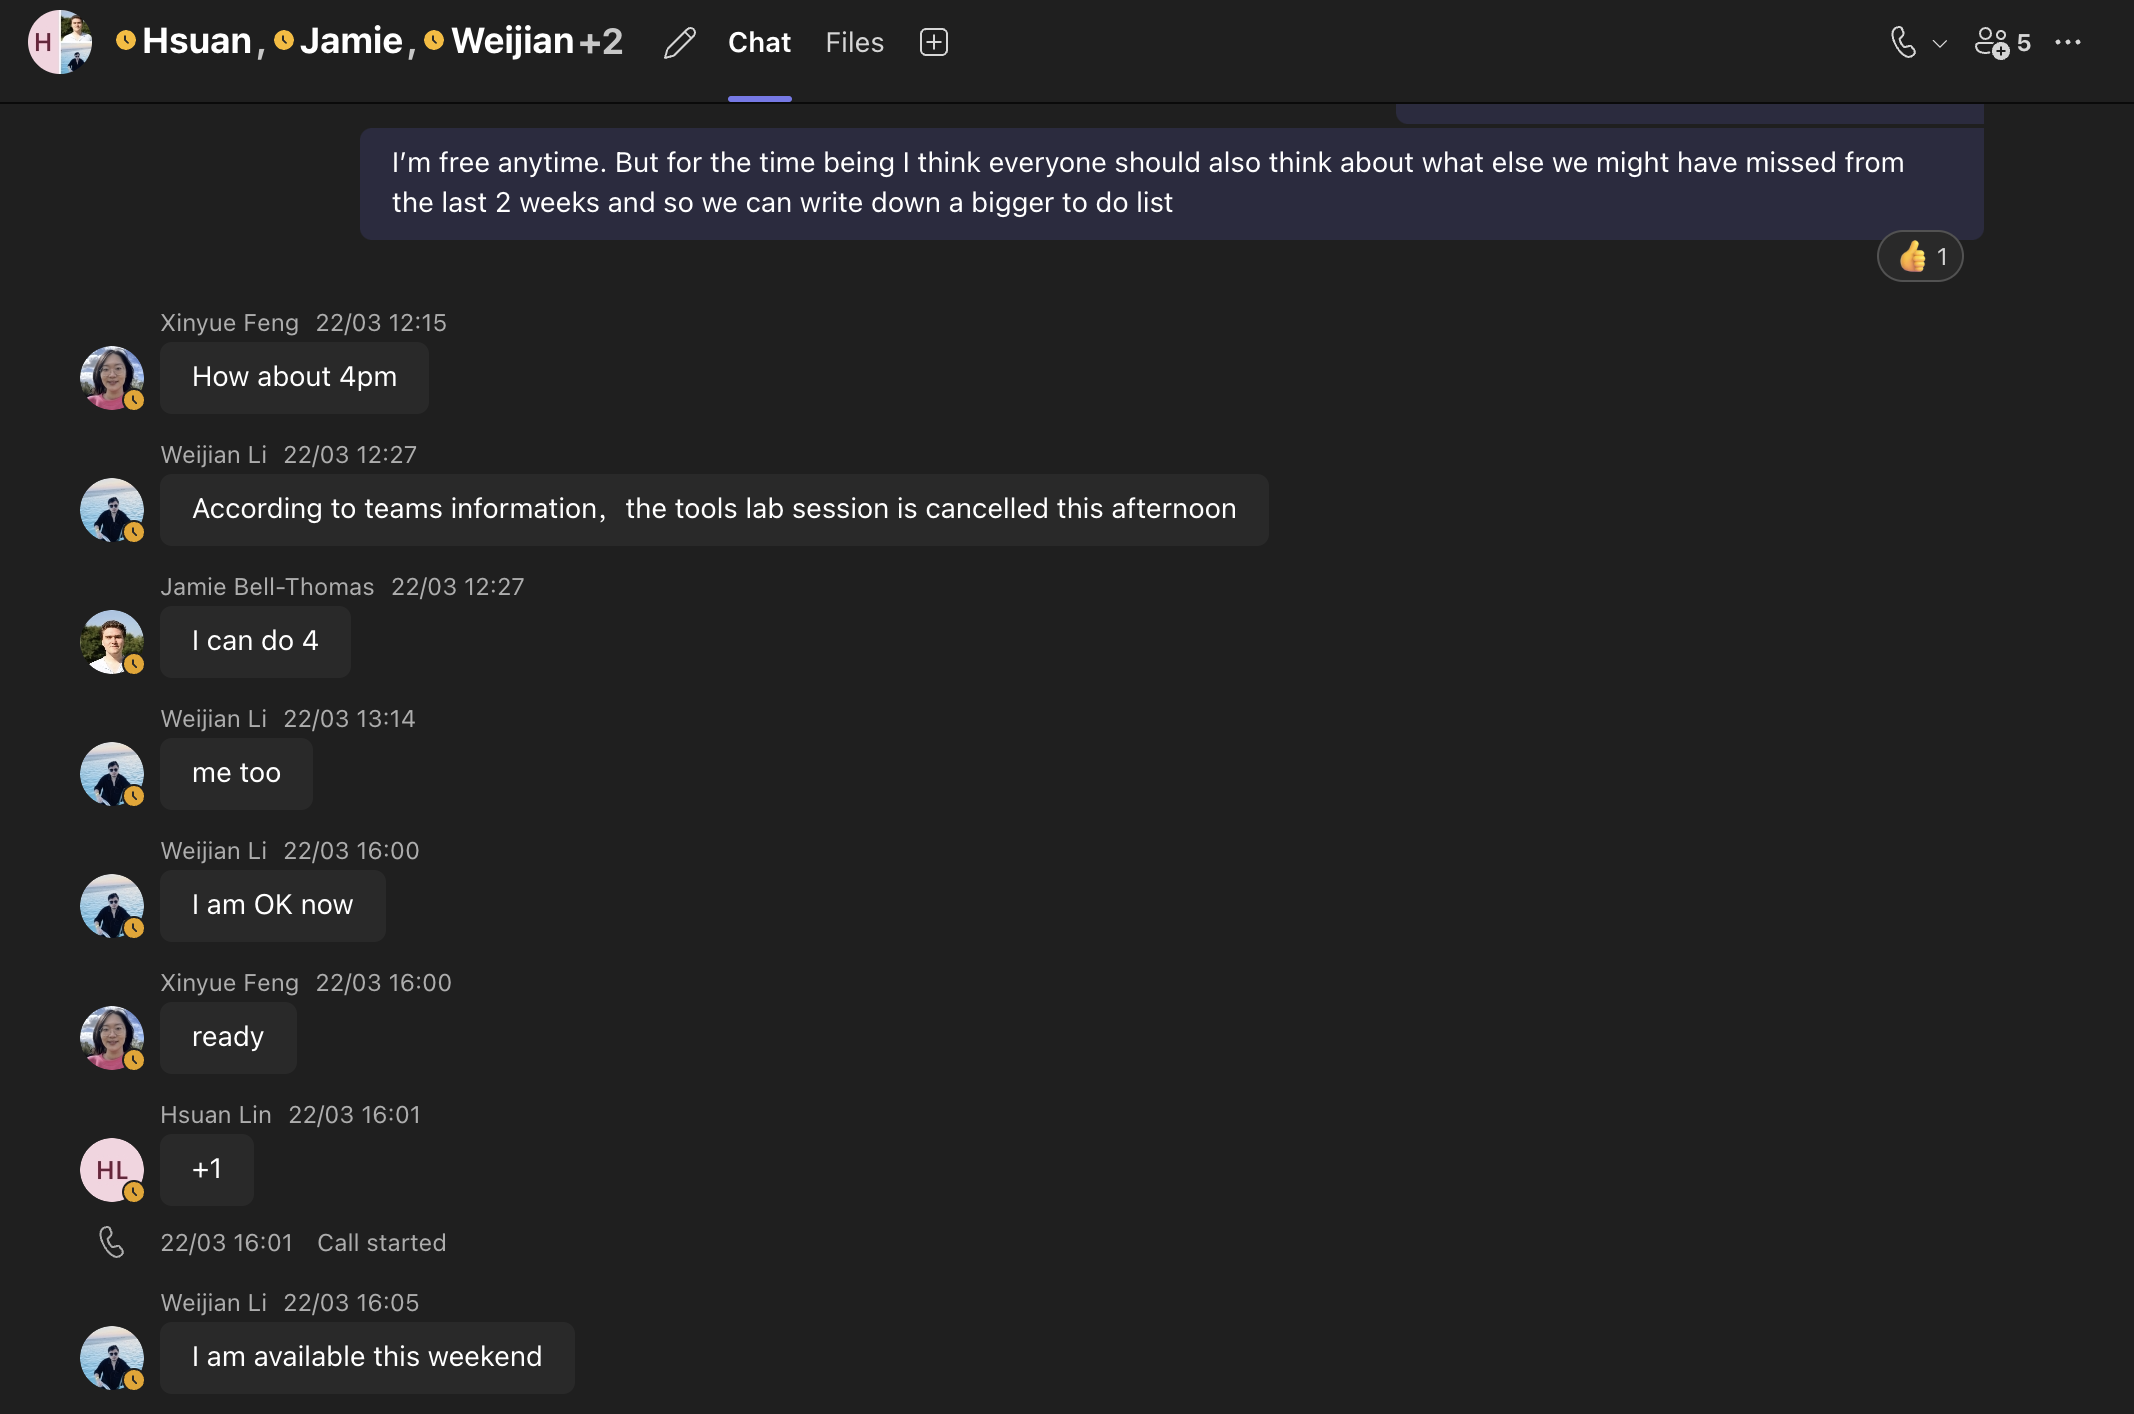 H Hsuan, Jamie, Weijian +2 Chat Files 5
I'm free anytime. But for the time being I think everyone should also think about what else we might have missed from
the last 2 weeks and so we can write down a bigger to do list
👍 1
Xinyue Feng 22/03 12:15
How about 4pm
Weijian Li 22/03 12:27
According to teams information，the tools lab session is cancelled this afternoon
Jamie Bell-Thomas 22/03 12:27
I can do 4
Weijian Li 22/03 13:14
me too
Weijian Li 22/03 16:00
I am OK now
Xinyue Feng 22/03 16:00
ready
Hsuan Lin 22/03 16:01
HL +1
22/03 16:01 Call started
Weijian Li 22/03 16:05
I am available this weekend